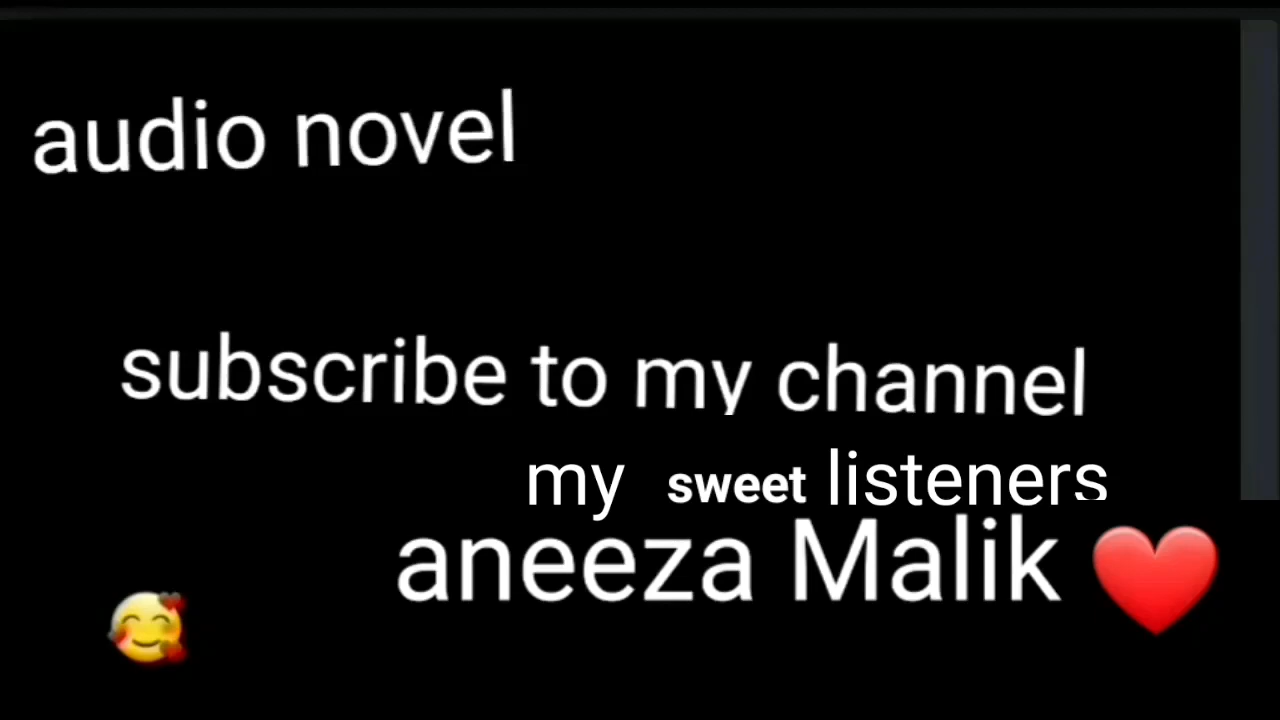 audio novel
subscribe to my channel
my sweet listeners
aneeza Malik ❤️
🥰